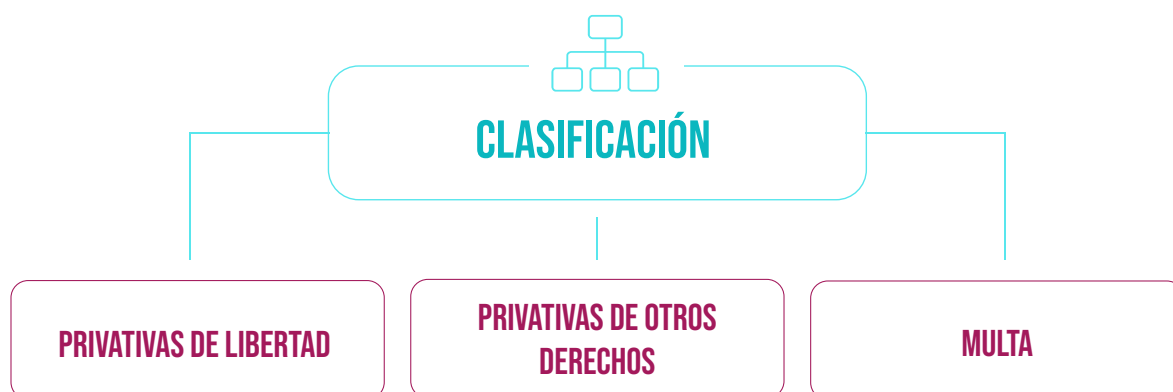 CLASIFICACIÓN
PRIVATIVAS DE LIBERTAD
PRIVATIVAS DE OTROS
DERECHOS
MULTA